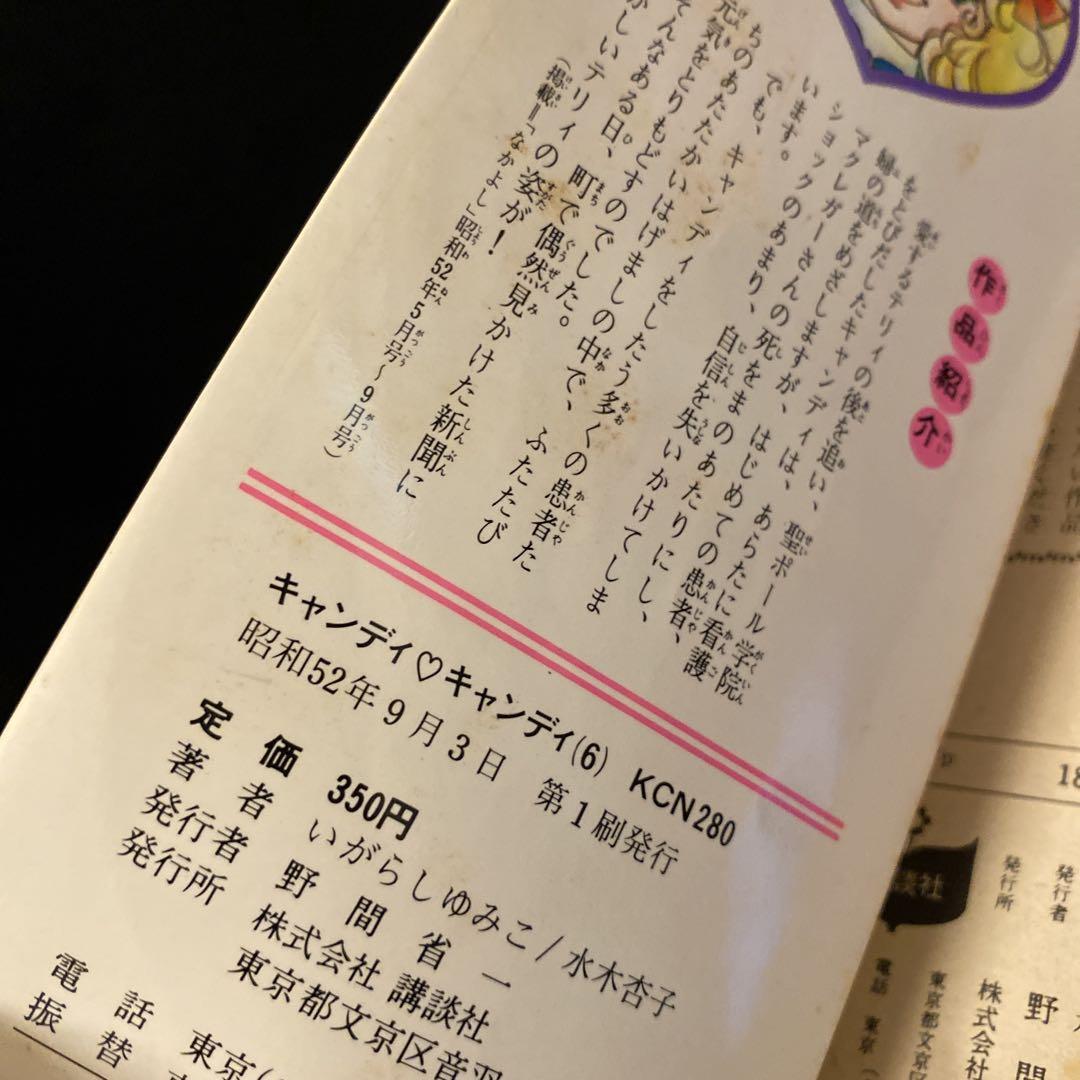 作品紹介
愛するテリィの後を追い、聖ポール学院
をとびだしたキャンディは、あらたに看護
婦の道をめざしますが、はじめての患者、
マクレガーさんの死をまのあたりにし、
ショックのあまり、自信を失いかけてしま
います。
でも、キャンディをしたう多くの患者た
ちのあたたかいはげましの中で、ふたたび
元気をとりもどすのでした。
そんなある日、町で偶然見かけた新聞に
かしいテリィの姿が！
(掲載=「なかよし」昭和52年5月号～9月号)
キャンディ♡キャンディ(6) KCN280
昭和52年9月3日 第1刷発行
定価 350円
著者 いがらしゆみこ/水木杏子
発行者 野間省一
発行所 株式会社 講談社
東京都文京区音羽
電話 東京(
振替
18
談社
発行者
発行所
野間
株式会社
東京都文京区
電話 東京(